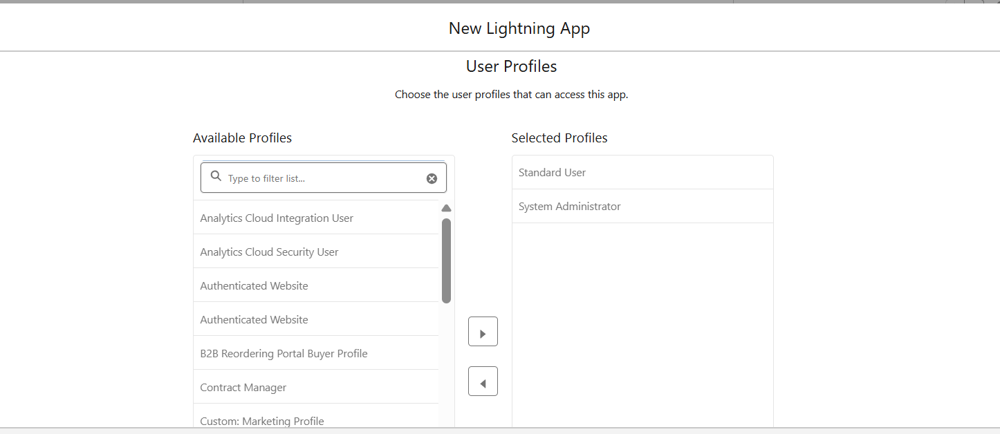 New Lightning App
User Profiles
Choose the user profiles that can access this app.
Available Profiles
Type to filter list...
Analytics Cloud Integration User
Analytics Cloud Security User
Authenticated Website
Authenticated Website
B2B Reordering Portal Buyer Profile
Contract Manager
Custom: Marketing Profile
Selected Profiles
Standard User
System Administrator